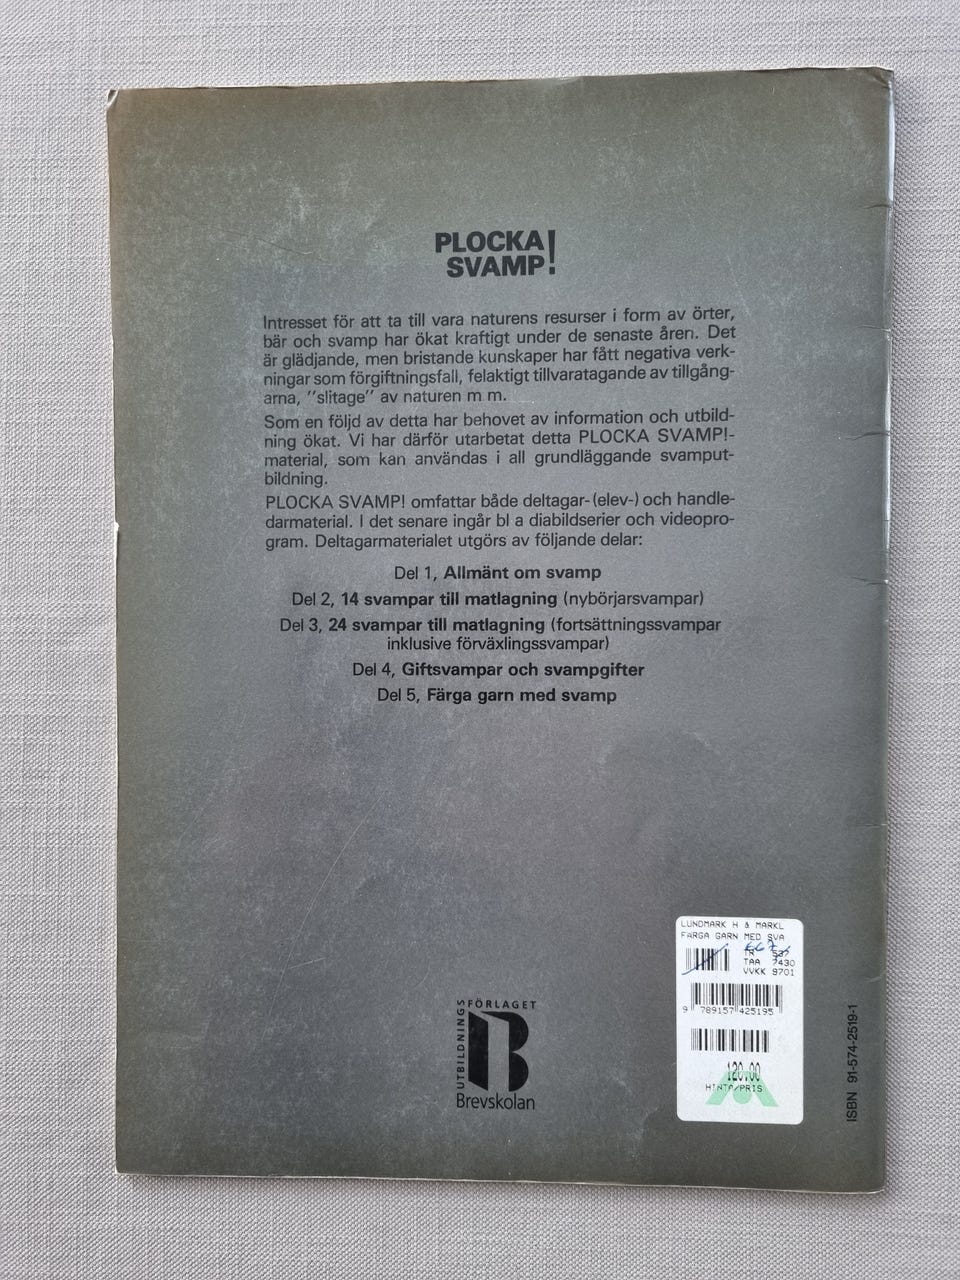 PLOCKA
SVAMP!
Intresset för att ta till vara naturens resurser i form av örter,
bär och svamp har ökat kraftigt under de senaste åren. Det
är glädjande, men bristande kunskaper har fått negativa verk-
ningar som förgiftningsfall, felaktigt tillvaratagande av tillgång-
arna, ”slitage” av naturen m m.
Som en följd av detta har behovet av information och utbild-
ning ökat. Vi har därför utarbetat detta PLOCKA SVAMP!-
material, som kan användas i all grundläggande svamput-
bildning.
PLOCKA SVAMP! omfattar både deltagar-(elev-) och handle-
darmaterial. I det senare ingår bl a diabildserier och videopro-
gram. Deltagarmaterialet utgörs av följande delar:
Del 1, Allmänt om svamp
Del 2, 14 svampar till matlagning (nybörjarsvampar)
Del 3, 24 svampar till matlagning (fortsättningssvampar
inklusive förväxlingssvampar)
Del 4, Giftsvampar och svampgifter
Del 5, Färga garn med svamp
UTBILDNINGSFÖRLAGET
B
Brevskolan
LUNDMARK H & MARKL
FÄRGA GARN MED SVA
TR 537
TAA 7430
VVKK 9701
9 789157 425195
120,00
HINTA/PRIS
ISBN 91-574-2519-1